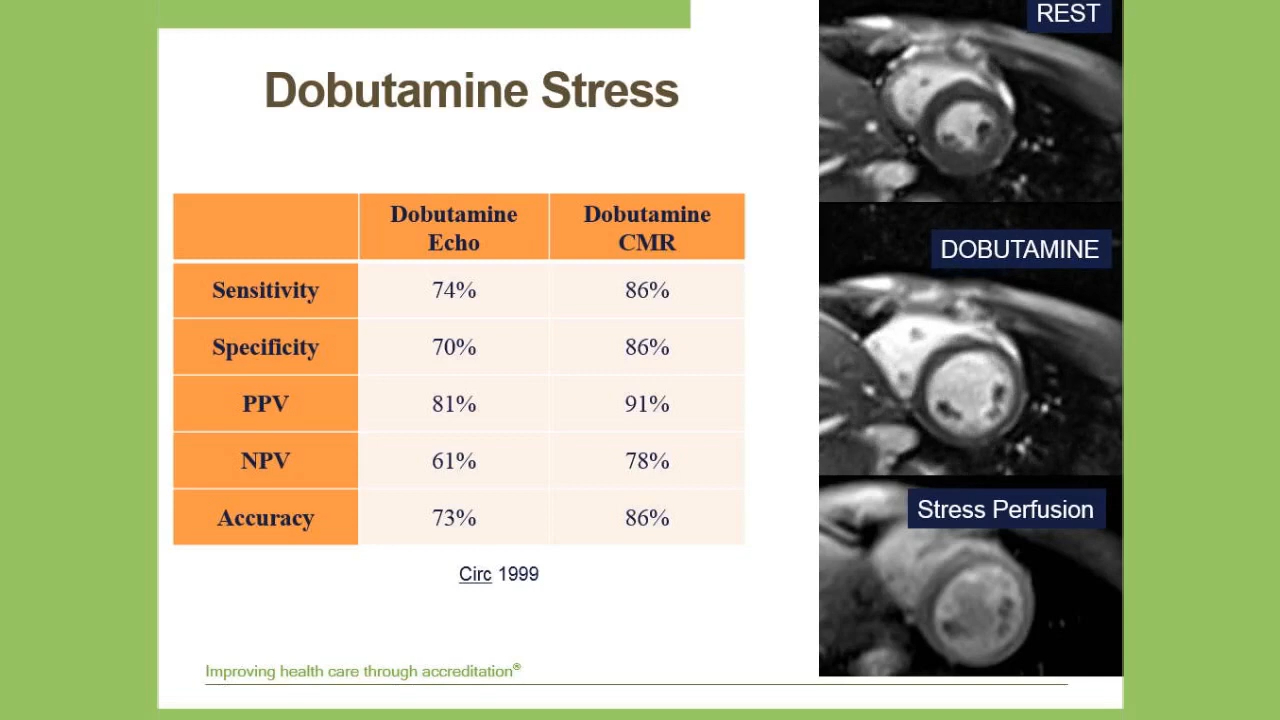 REST
Dobutamine Stress
Dobutamine Echo
Dobutamine CMR
DOBUTAMINE
Sensitivity 74% 86%
Specificity 70% 86%
PPV 81% 91%
NPV 61% 78%
Accuracy 73% 86%
Stress Perfusion
Circ 1999
Improving health care through accreditation®